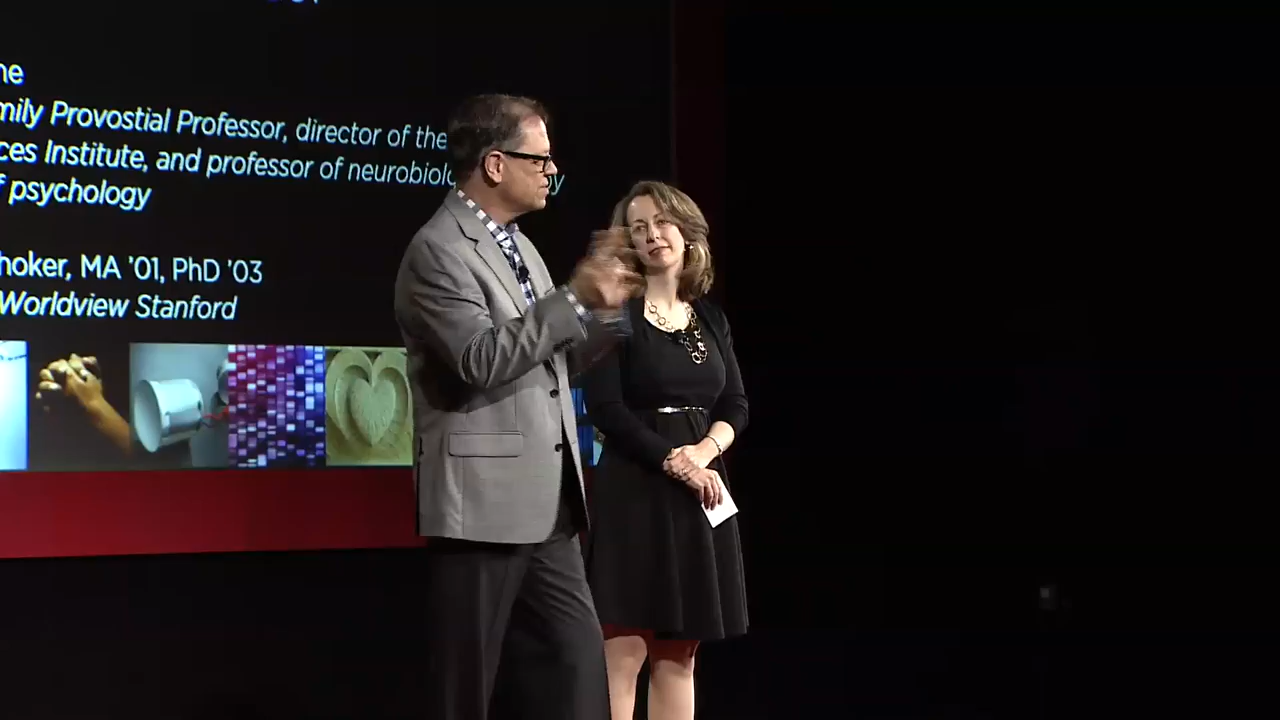 ne
mily Provostial Professor, director of the
ces Institute, and professor of neurobiolo
f psychology
hoker, MA '01, PhD '03
Worldview Stanford